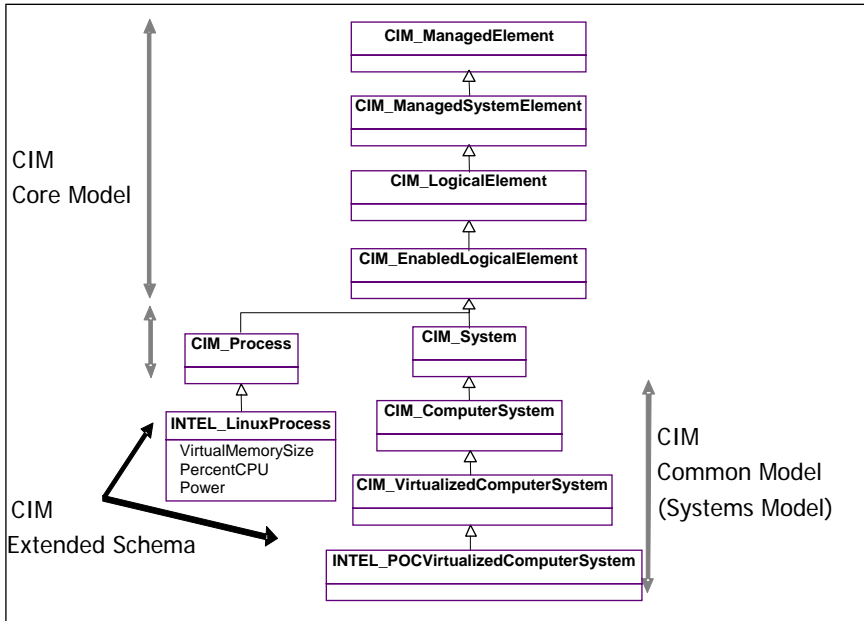 CIM_ManagedElement
CIM_ManagedSystemElement
CIM
Core Model
CIM_LogicalElement
CIM_EnabledLogicalElement
CIM_Process
CIM_System
INTEL_LinuxProcess
VirtualMemorySize
PercentCPU
Power
CIM_ComputerSystem
CIM
Common Model
(Systems Model)
CIM_VirtualizedComputerSystem
CIM
Extended Schema
INTEL_POCVirtualizedComputerSystem